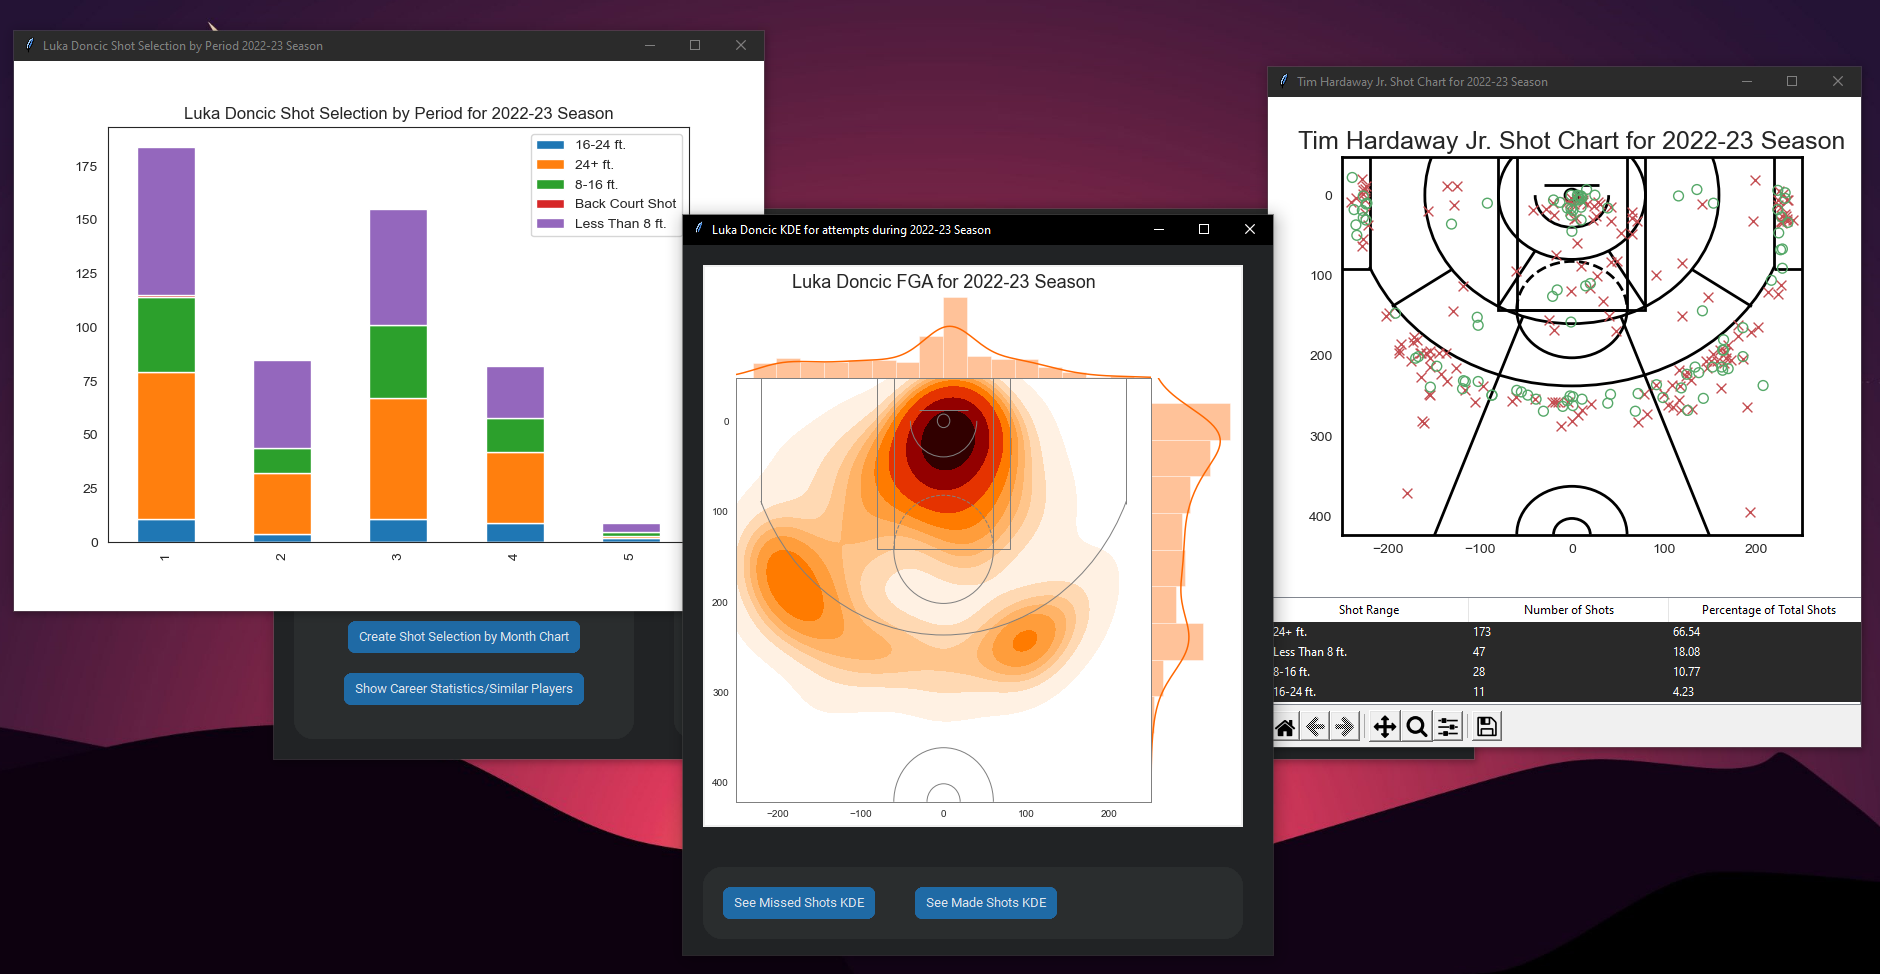 Luka Doncic Shot Selection by Period 2022-23 Season
Luka Doncic Shot Selection by Period for 2022-23 Season
16-24 ft.
24+ ft.
8-16 ft.
Back Court Shot
Less Than 8 ft.
175
150
125
100
75
50
25
0
1
2
3
4
5
Create Shot Selection by Month Chart
Show Career Statistics/Similar Players
Luka Doncic KDE for attempts during 2022-23 Season
Luka Doncic FGA for 2022-23 Season
0
100
200
300
400
−200
−100
0
100
200
See Missed Shots KDE
See Made Shots KDE
Tim Hardaway Jr. Shot Chart for 2022-23 Season
Tim Hardaway Jr. Shot Chart for 2022-23 Season
0
100
200
300
400
−200
−100
0
100
200
Shot Range Number of Shots Percentage of Total Shots
24+ ft. 173 66.54
Less Than 8 ft. 47 18.08
8-16 ft. 28 10.77
16-24 ft. 11 4.23